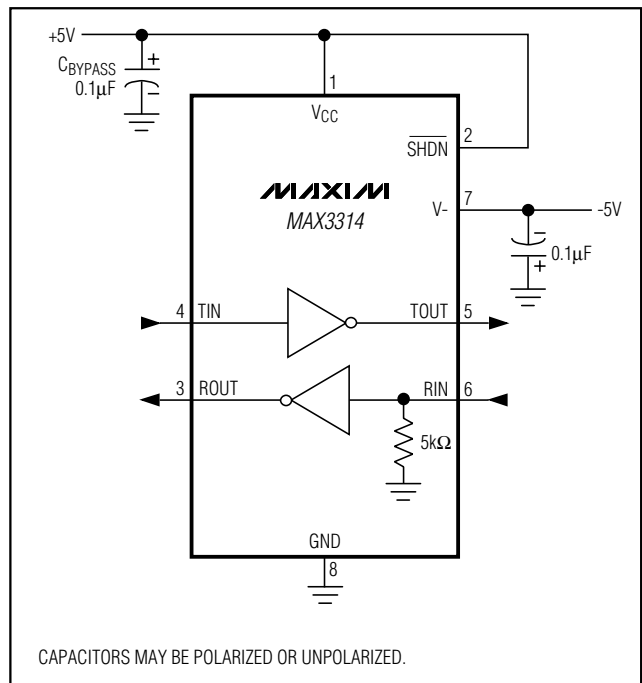 +5V
CBYPASS
0.1µF
+
–
1
VCC
SHDN
2
MAXIM
MAX3314
V-
7
-5V
–
+
0.1µF
4
TIN
TOUT
5
3
ROUT
RIN
6
5kΩ
GND
8
CAPACITORS MAY BE POLARIZED OR UNPOLARIZED.